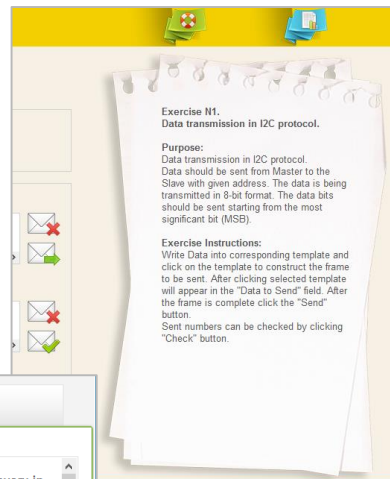 Exercise N1.
Data transmission in I2C protocol.
Purpose:
Data transmission in I2C protocol.
Data should be sent from Master to the
Slave with given address. The data is being
transmitted in 8-bit format. The data bits
should be sent starting from the most
significant bit (MSB).
Exercise Instructions:
Write Data into corresponding template and
click on the template to construct the frame
to be sent. After clicking selected template
will appear in the "Data to Send" field. After
the frame is complete click the "Send"
button.
Sent numbers can be checked by clicking
"Check" button.